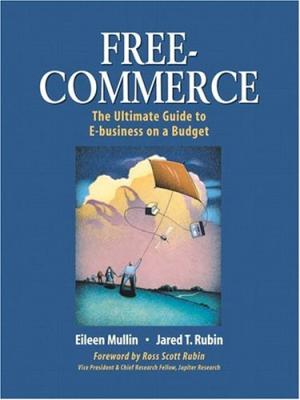 FREE-
COMMERCE
The Ultimate Guide to
E-business on a Budget
Eileen Mullin • Jared T. Rubin
Foreword by Ross Scott Rubin
Vice President & Chief Research Fellow, Jupiter Research